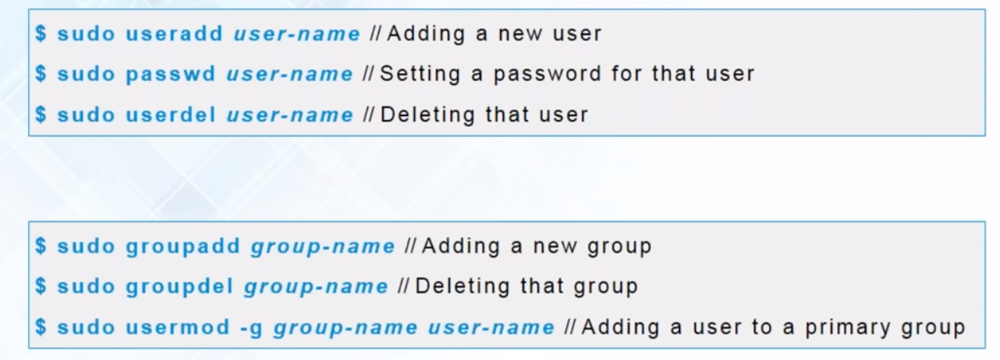 $ sudo useradd user-name // Adding a new user
$ sudo passwd user-name // Setting a password for that user
$ sudo userdel user-name // Deleting that user
$ sudo groupadd group-name // Adding a new group
$ sudo groupdel group-name // Deleting that group
$ sudo usermod -g group-name user-name // Adding a user to a primary group